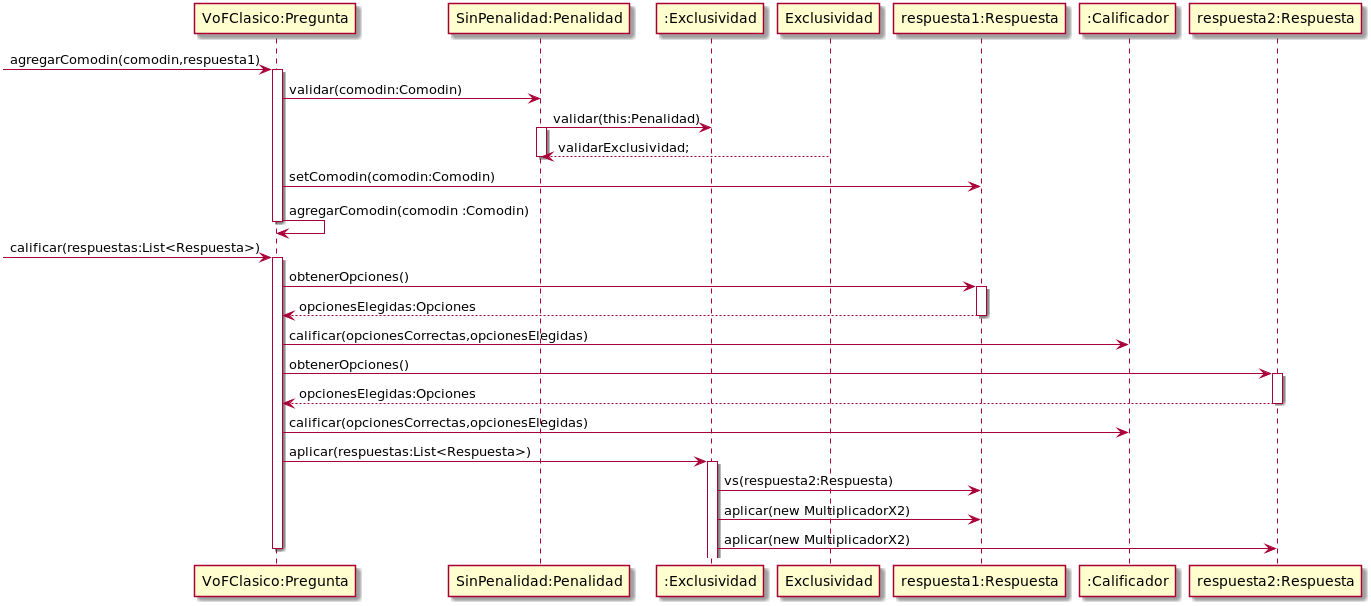 VoFClasico:Pregunta
SinPenalidad:Penalidad
:Exclusividad
Exclusividad
respuesta1:Respuesta
:Calificador
respuesta2:Respuesta
agregarComodin(comodin,respuesta1)
validar(comodin:Comodin)
validar(this:Penalidad)
validarExclusividad;
setComodin(comodin:Comodin)
agregarComodin(comodin :Comodin)
calificar(respuestas:List<Respuesta>)
obtenerOpciones()
opcionesElegidas:Opciones
calificar(opcionesCorrectas,opcionesElegidas)
obtenerOpciones()
opcionesElegidas:Opciones
calificar(opcionesCorrectas,opcionesElegidas)
aplicar(respuestas:List<Respuesta>)
vs(respuesta2:Respuesta)
aplicar(new MultiplicadorX2)
aplicar(new MultiplicadorX2)
VoFClasico:Pregunta
SinPenalidad:Penalidad
:Exclusividad
Exclusividad
respuesta1:Respuesta
:Calificador
respuesta2:Respuesta